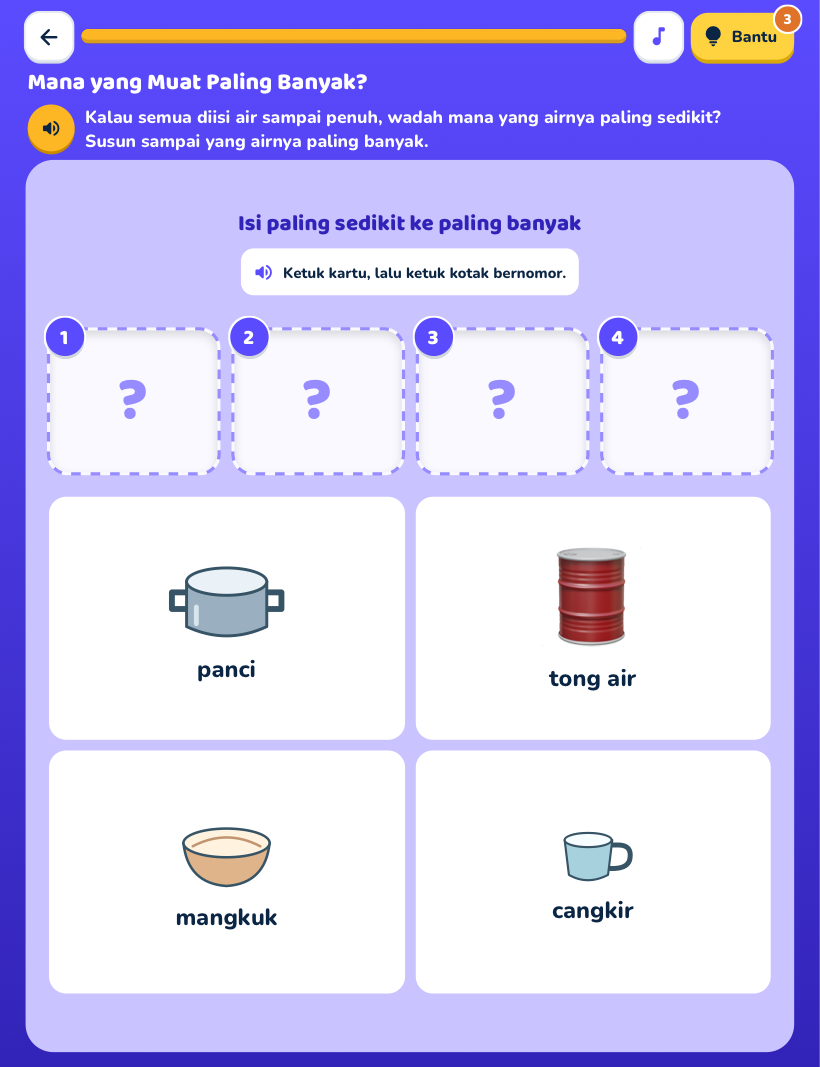 3
Bantu
Mana yang Muat Paling Banyak?
Kalau semua diisi air sampai penuh, wadah mana yang airnya paling sedikit?
Susun sampai yang airnya paling banyak.
Isi paling sedikit ke paling banyak
Ketuk kartu, lalu ketuk kotak bernomor.
1 2 3 4
? ? ? ?
panci
tong air
mangkuk
cangkir